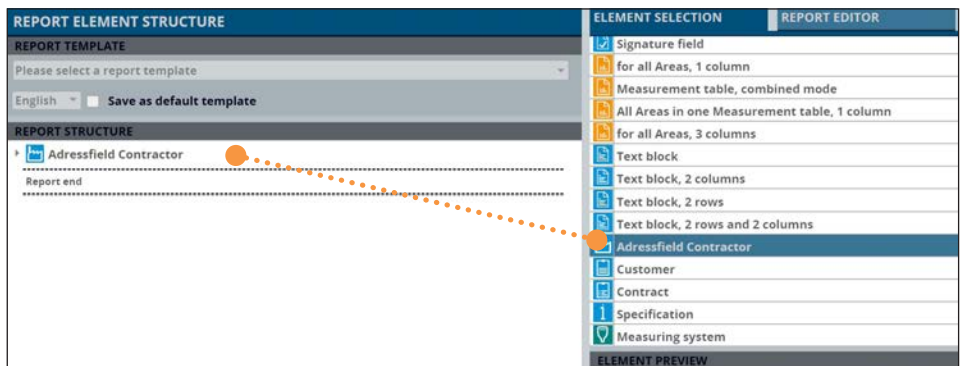 REPORT ELEMENT STRUCTURE
REPORT TEMPLATE
Please select a report template
English
Save as default template
REPORT STRUCTURE
Adressfield Contractor
Report end
ELEMENT SELECTION
REPORT EDITOR
Signature field
for all Areas, 1 column
Measurement table, combined mode
All Areas in one Measurement table, 1 column
for all Areas, 3 columns
Text block
Text block, 2 columns
Text block, 2 rows
Text block, 2 rows and 2 columns
Adressfield Contractor
Customer
Contract
Specification
Measuring system
ELEMENT PREVIEW